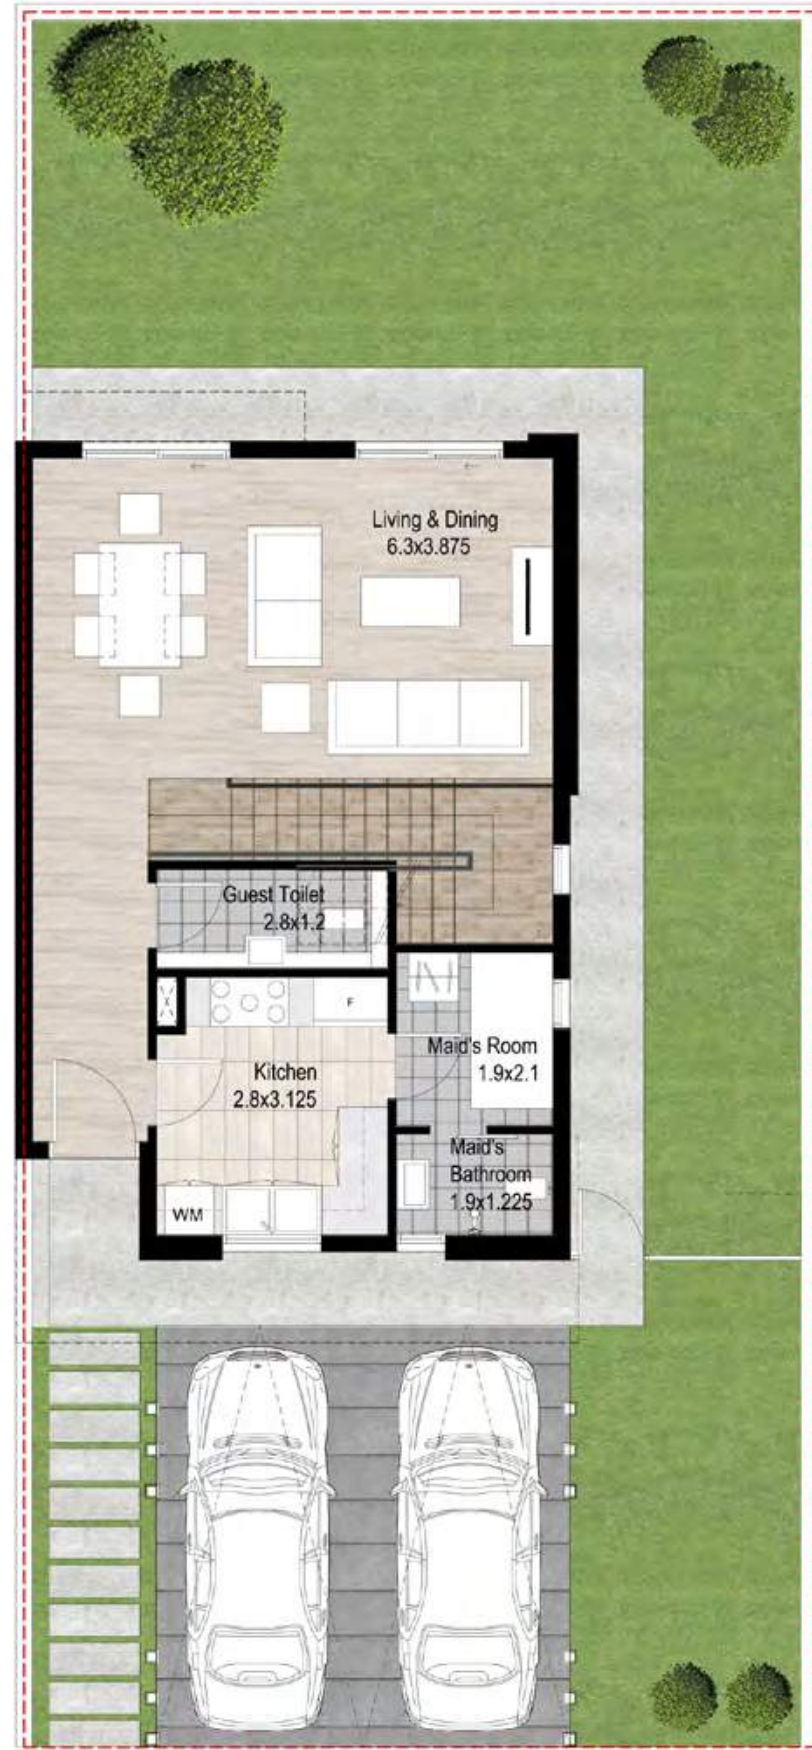 Living & Dining
6.3x3.875
Guest Toilet
2.8x1.2
F
Kitchen
2.8x3.125
Maid's Room
1.9x2.1
Maid's
Bathroom
1.9x1.225
WM